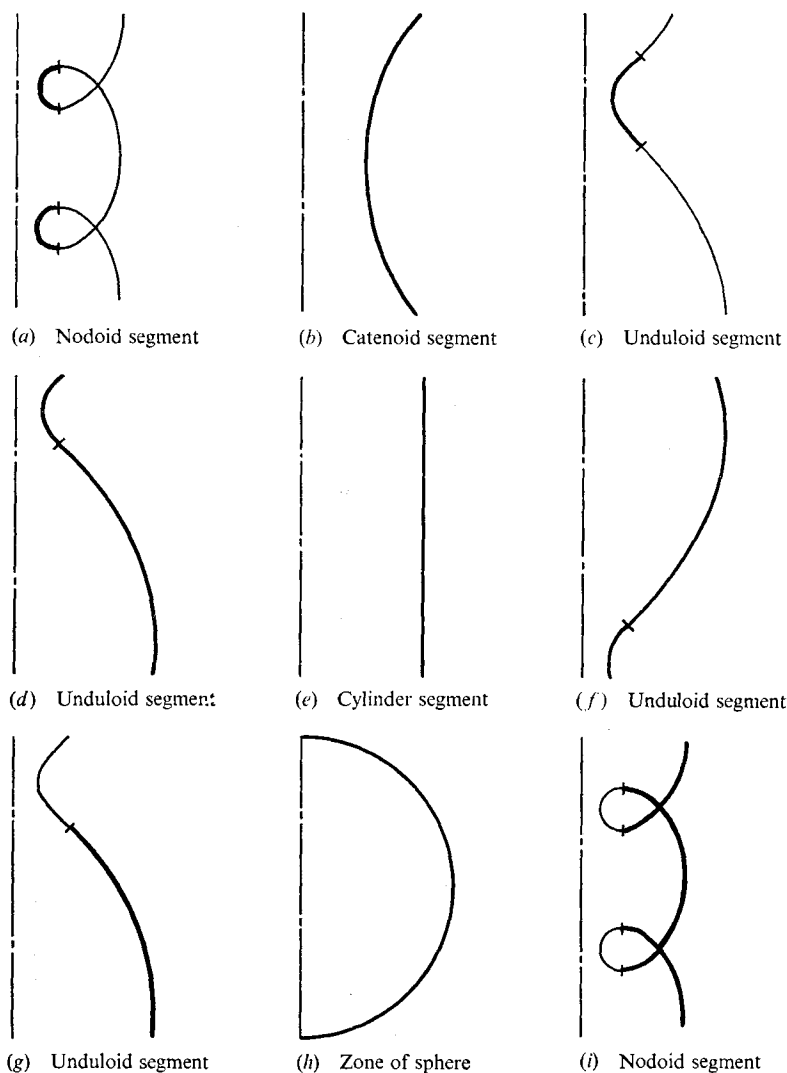 (a) Nodoid segment
(b) Catenoid segment
(c) Unduloid segment
(d) Unduloid segment
(e) Cylinder segment
(f) Unduloid segment
(g) Unduloid segment
(h) Zone of sphere
(i) Nodoid segment